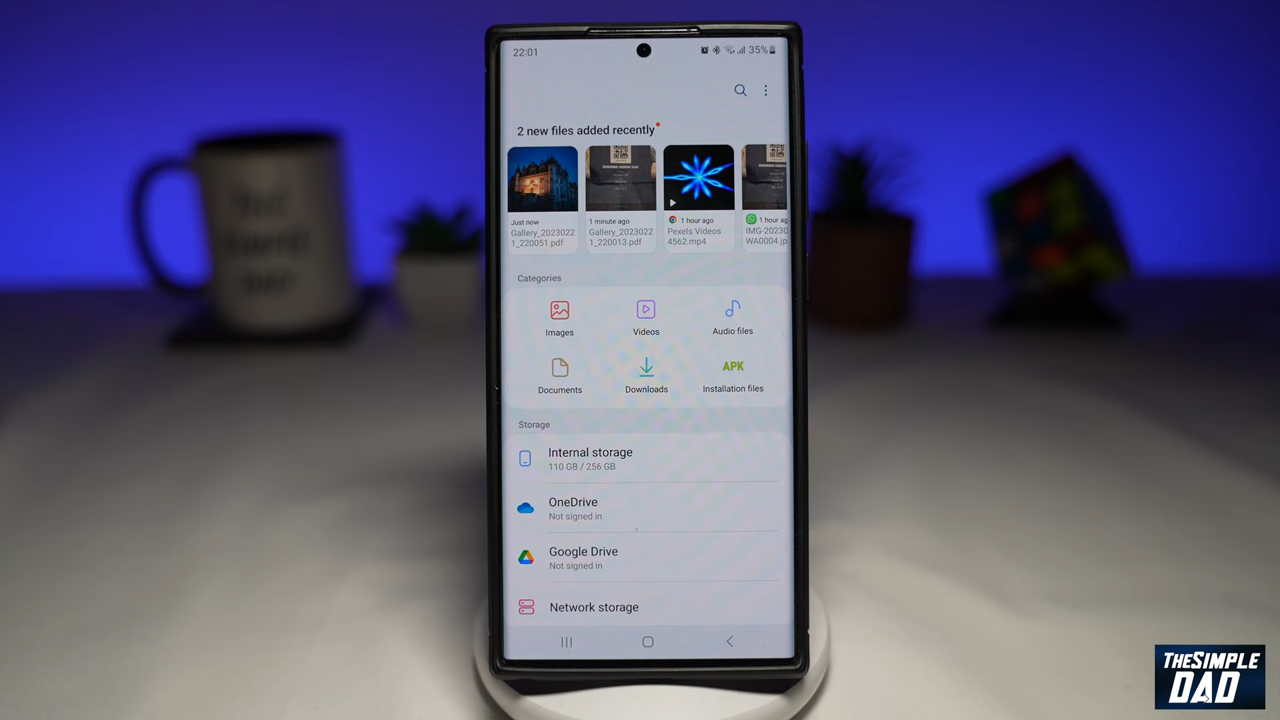 22:01
35%
2 new files added recently
Just now
Gallery_2023022
1_220051.pdf
1 minute ago
Gallery_2023022
1_220013.pdf
1 hour ago
Pexels Videos
4562.mp4
1 hour ag
IMG-20230
WA0004.jp
Categories
Images
Videos
Audio files
Documents
Downloads
APK
Installation files
Storage
Internal storage
110 GB / 256 GB
OneDrive
Not signed in
Google Drive
Not signed in
Network storage
THE SIMPLE
DAD